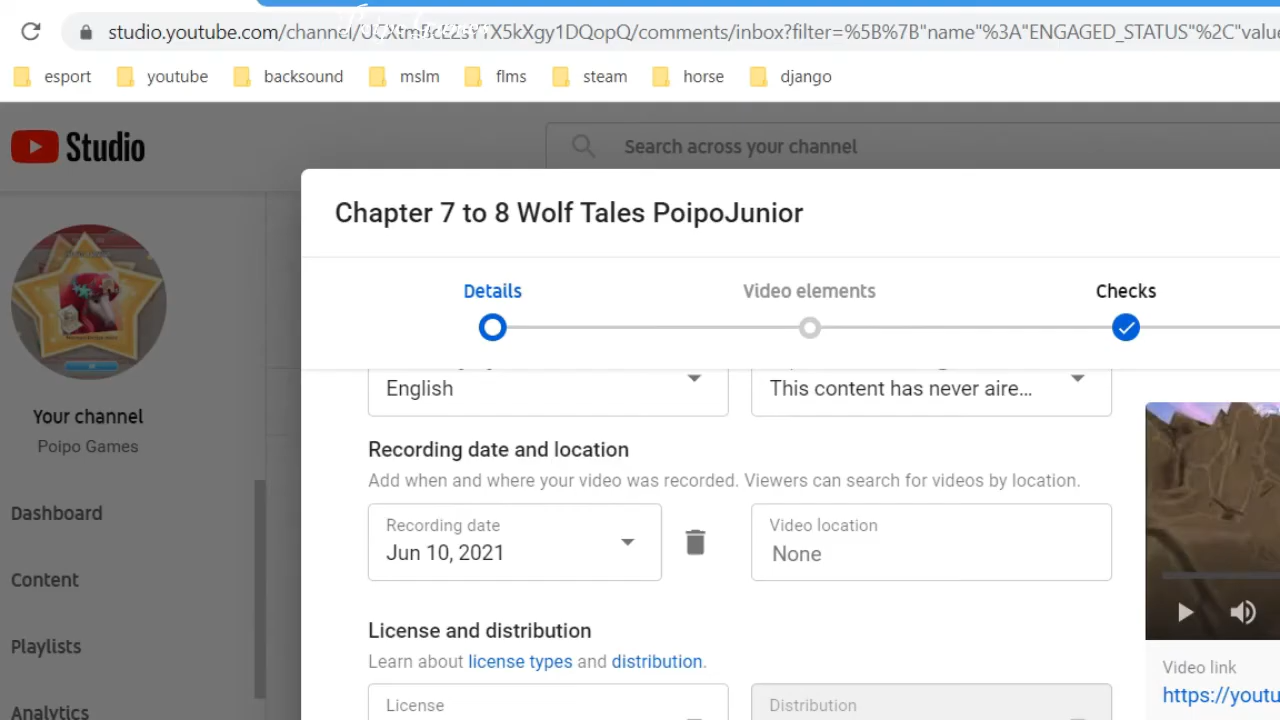 studio.youtube.com/channel/
/comments/inbox?filter=%5B%7B"name"%3A"ENGAGED_STATUS"%2C"value
esport youtube backsound mslm flms steam horse django
Studio
Search across your channel
Chapter 7 to 8 Wolf Tales PoipoJunior
Details Video elements Checks
English This content has never aire...
Your channel
Poipo Games
Recording date and location
Add when and where your video was recorded. Viewers can search for videos by location.
Recording date Video location
Jun 10, 2021 None
Dashboard
Content
Playlists
Analytics
License and distribution
Learn about license types and distribution.
License Distribution
Video link
https://youtu